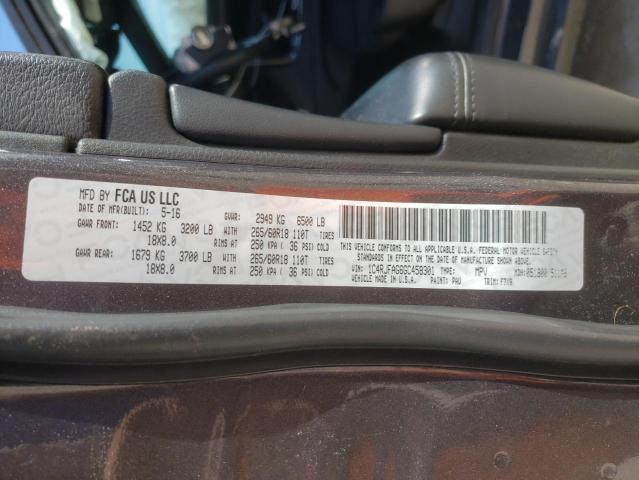 MFD BY FCA US LLC
DATE OF MFR(BUILT): 5-16 GVWR: 2949 KG 6500 LB
GAWR FRONT: 1452 KG 3200 LB WITH 265/60R18 110T TIRES
18X8.0 RIMS AT 250 KPA ( 36 PSI) COLD
GAWR REAR: 1679 KG 3700 LB WITH 265/60R18 110T TIRES
18X8.0 RIMS AT 250 KPA ( 36 PSI) COLD
THIS VEHICLE CONFORMS TO ALL APPLICABLE U.S.A. FEDERAL MOTOR VEHICLE SAFETY
STANDARDS IN EFFECT ON THE DATE OF MANUFACTURE SHOWN ABOVE.
VIN: 1C4RJFAG6GC458301 TYPE: MPV MDH:
VEHICLE MADE IN U.S.A. PAINT: PAU TRIM: